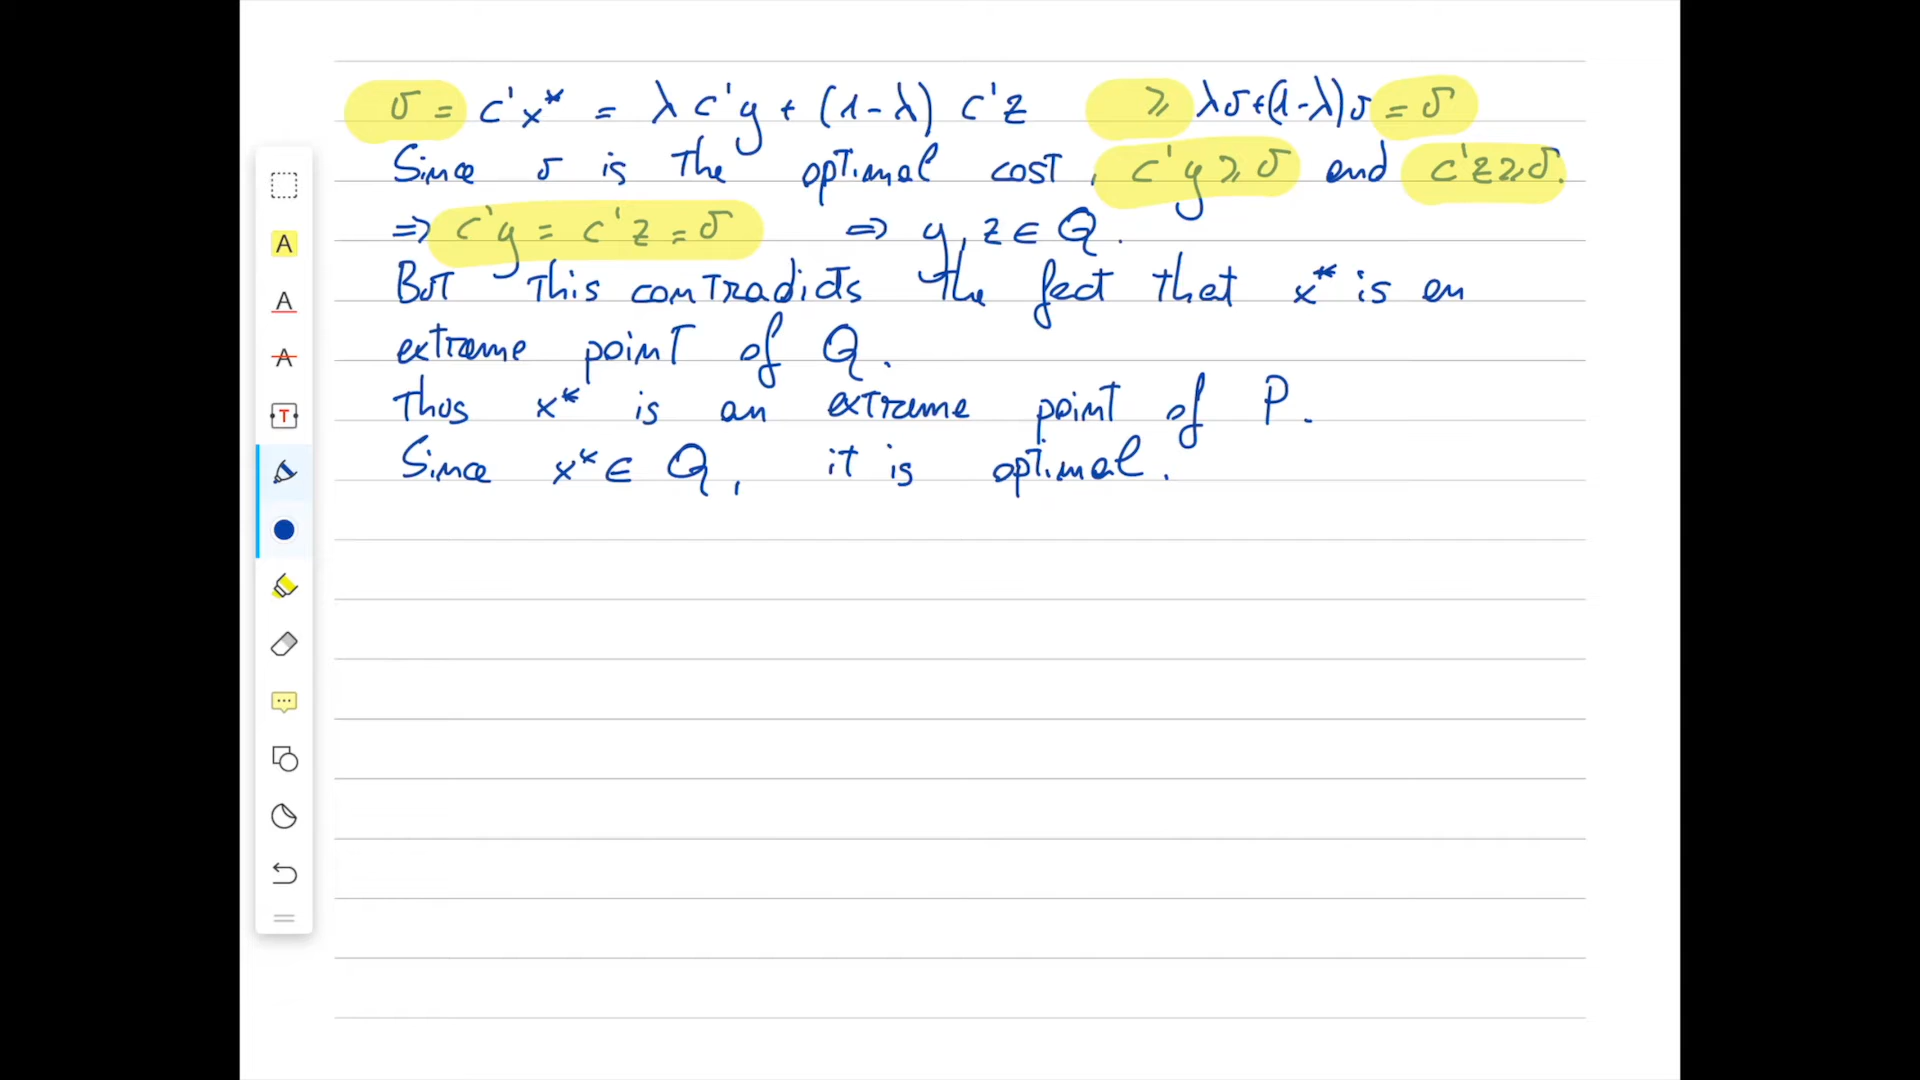 σ = c'x* = λ c'y + (1-λ) c'z ≥ λσ+(1-λ)σ = σ
Since σ is the optimal cost, c'y ≥ σ and c'z ≥ σ.
⇒ c'y = c'z = σ ⇒ y, z ∈ Q.
But this contradicts the fact that x* is an
extreme point of Q.
Thus x* is an extreme point of P.
Since x* ∈ Q, it is optimal.
A
A
A
T